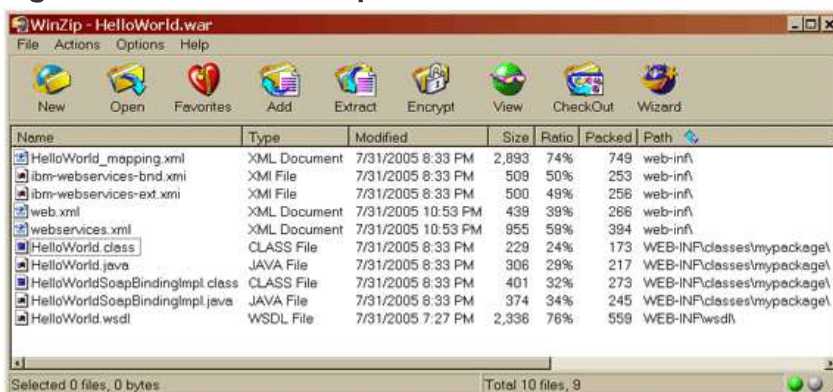 WinZip - HelloWorld.war
File Actions Options Help
New Open Favorites Add Extract Encrypt View CheckOut Wizard
Name Type Modified Size Ratio Packed Path
HelloWorld_mapping.xml XML Document 7/31/2005 8:33 PM 2,893 74% 749 web-inf\
ibm-webservices-bnd.xmi XMI File 7/31/2005 8:33 PM 509 50% 253 web-inf\
ibm-webservices-ext.xmi XMI File 7/31/2005 8:33 PM 500 49% 256 web-inf\
web.xml XML Document 7/31/2005 10:53 PM 439 39% 266 web-inf\
webservices.xml XML Document 7/31/2005 10:53 PM 955 59% 394 web-inf\
HelloWorld.class CLASS File 7/31/2005 8:33 PM 229 24% 173 WEB-INF\classes\mypackage\
HelloWorld.java JAVA File 7/31/2005 8:33 PM 306 29% 217 WEB-INF\classes\mypackage\
HelloWorldSoapBindingImpl.class CLASS File 7/31/2005 8:33 PM 401 32% 273 WEB-INF\classes\mypackage\
HelloWorldSoapBindingImpl.java JAVA File 7/31/2005 8:33 PM 374 34% 245 WEB-INF\classes\mypackage\
HelloWorld.wsdl WSDL File 7/31/2005 7:27 PM 2,336 76% 559 WEB-INF\wsdl\
Selected 0 files, 0 bytes Total 10 files, 9